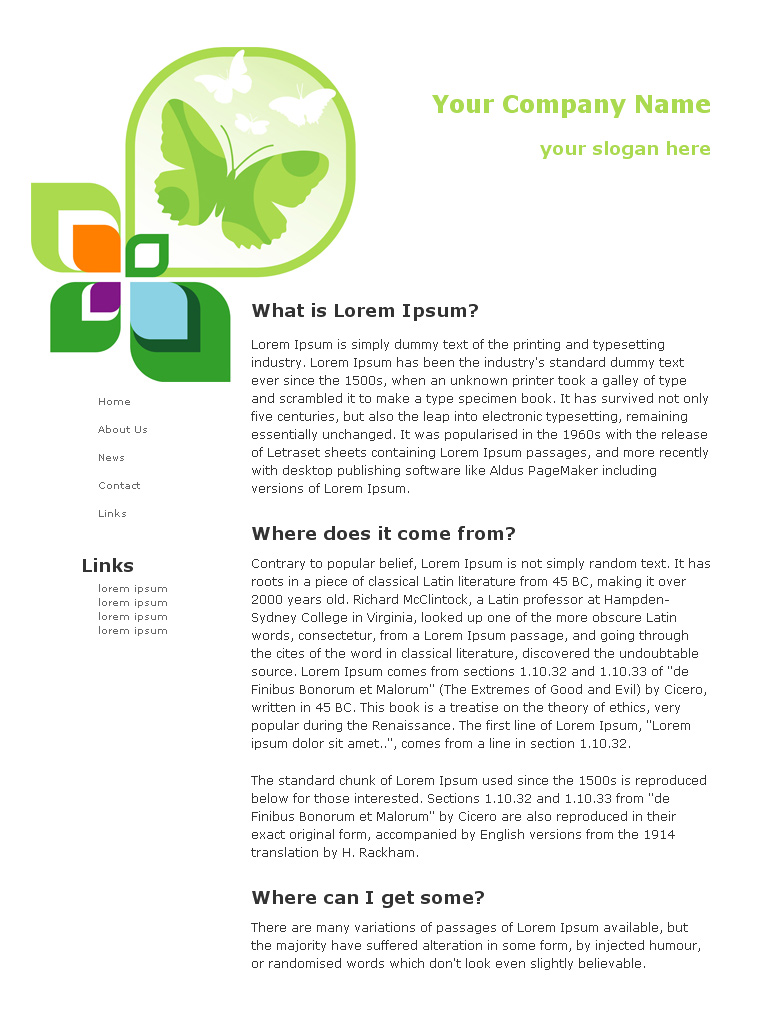 Your Company Name
your slogan here
Home
About Us
News
Contact
Links
Links
lorem ipsum
lorem ipsum
lorem ipsum
lorem ipsum
What is Lorem Ipsum?
Lorem Ipsum is simply dummy text of the printing and typesetting
industry. Lorem Ipsum has been the industry's standard dummy text
ever since the 1500s, when an unknown printer took a galley of type
and scrambled it to make a type specimen book. It has survived not only
five centuries, but also the leap into electronic typesetting, remaining
essentially unchanged. It was popularised in the 1960s with the release
of Letraset sheets containing Lorem Ipsum passages, and more recently
with desktop publishing software like Aldus PageMaker including
versions of Lorem Ipsum.
Where does it come from?
Contrary to popular belief, Lorem Ipsum is not simply random text. It has
roots in a piece of classical Latin literature from 45 BC, making it over
2000 years old. Richard McClintock, a Latin professor at Hampden-
Sydney College in Virginia, looked up one of the more obscure Latin
words, consectetur, from a Lorem Ipsum passage, and going through
the cites of the word in classical literature, discovered the undoubtable
source. Lorem Ipsum comes from sections 1.10.32 and 1.10.33 of "de
Finibus Bonorum et Malorum" (The Extremes of Good and Evil) by Cicero,
written in 45 BC. This book is a treatise on the theory of ethics, very
popular during the Renaissance. The first line of Lorem Ipsum, "Lorem
ipsum dolor sit amet..", comes from a line in section 1.10.32.
The standard chunk of Lorem Ipsum used since the 1500s is reproduced
below for those interested. Sections 1.10.32 and 1.10.33 from "de
Finibus Bonorum et Malorum" by Cicero are also reproduced in their
exact original form, accompanied by English versions from the 1914
translation by H. Rackham.
Where can I get some?
There are many variations of passages of Lorem Ipsum available, but
the majority have suffered alteration in some form, by injected humour,
or randomised words which don't look even slightly believable.